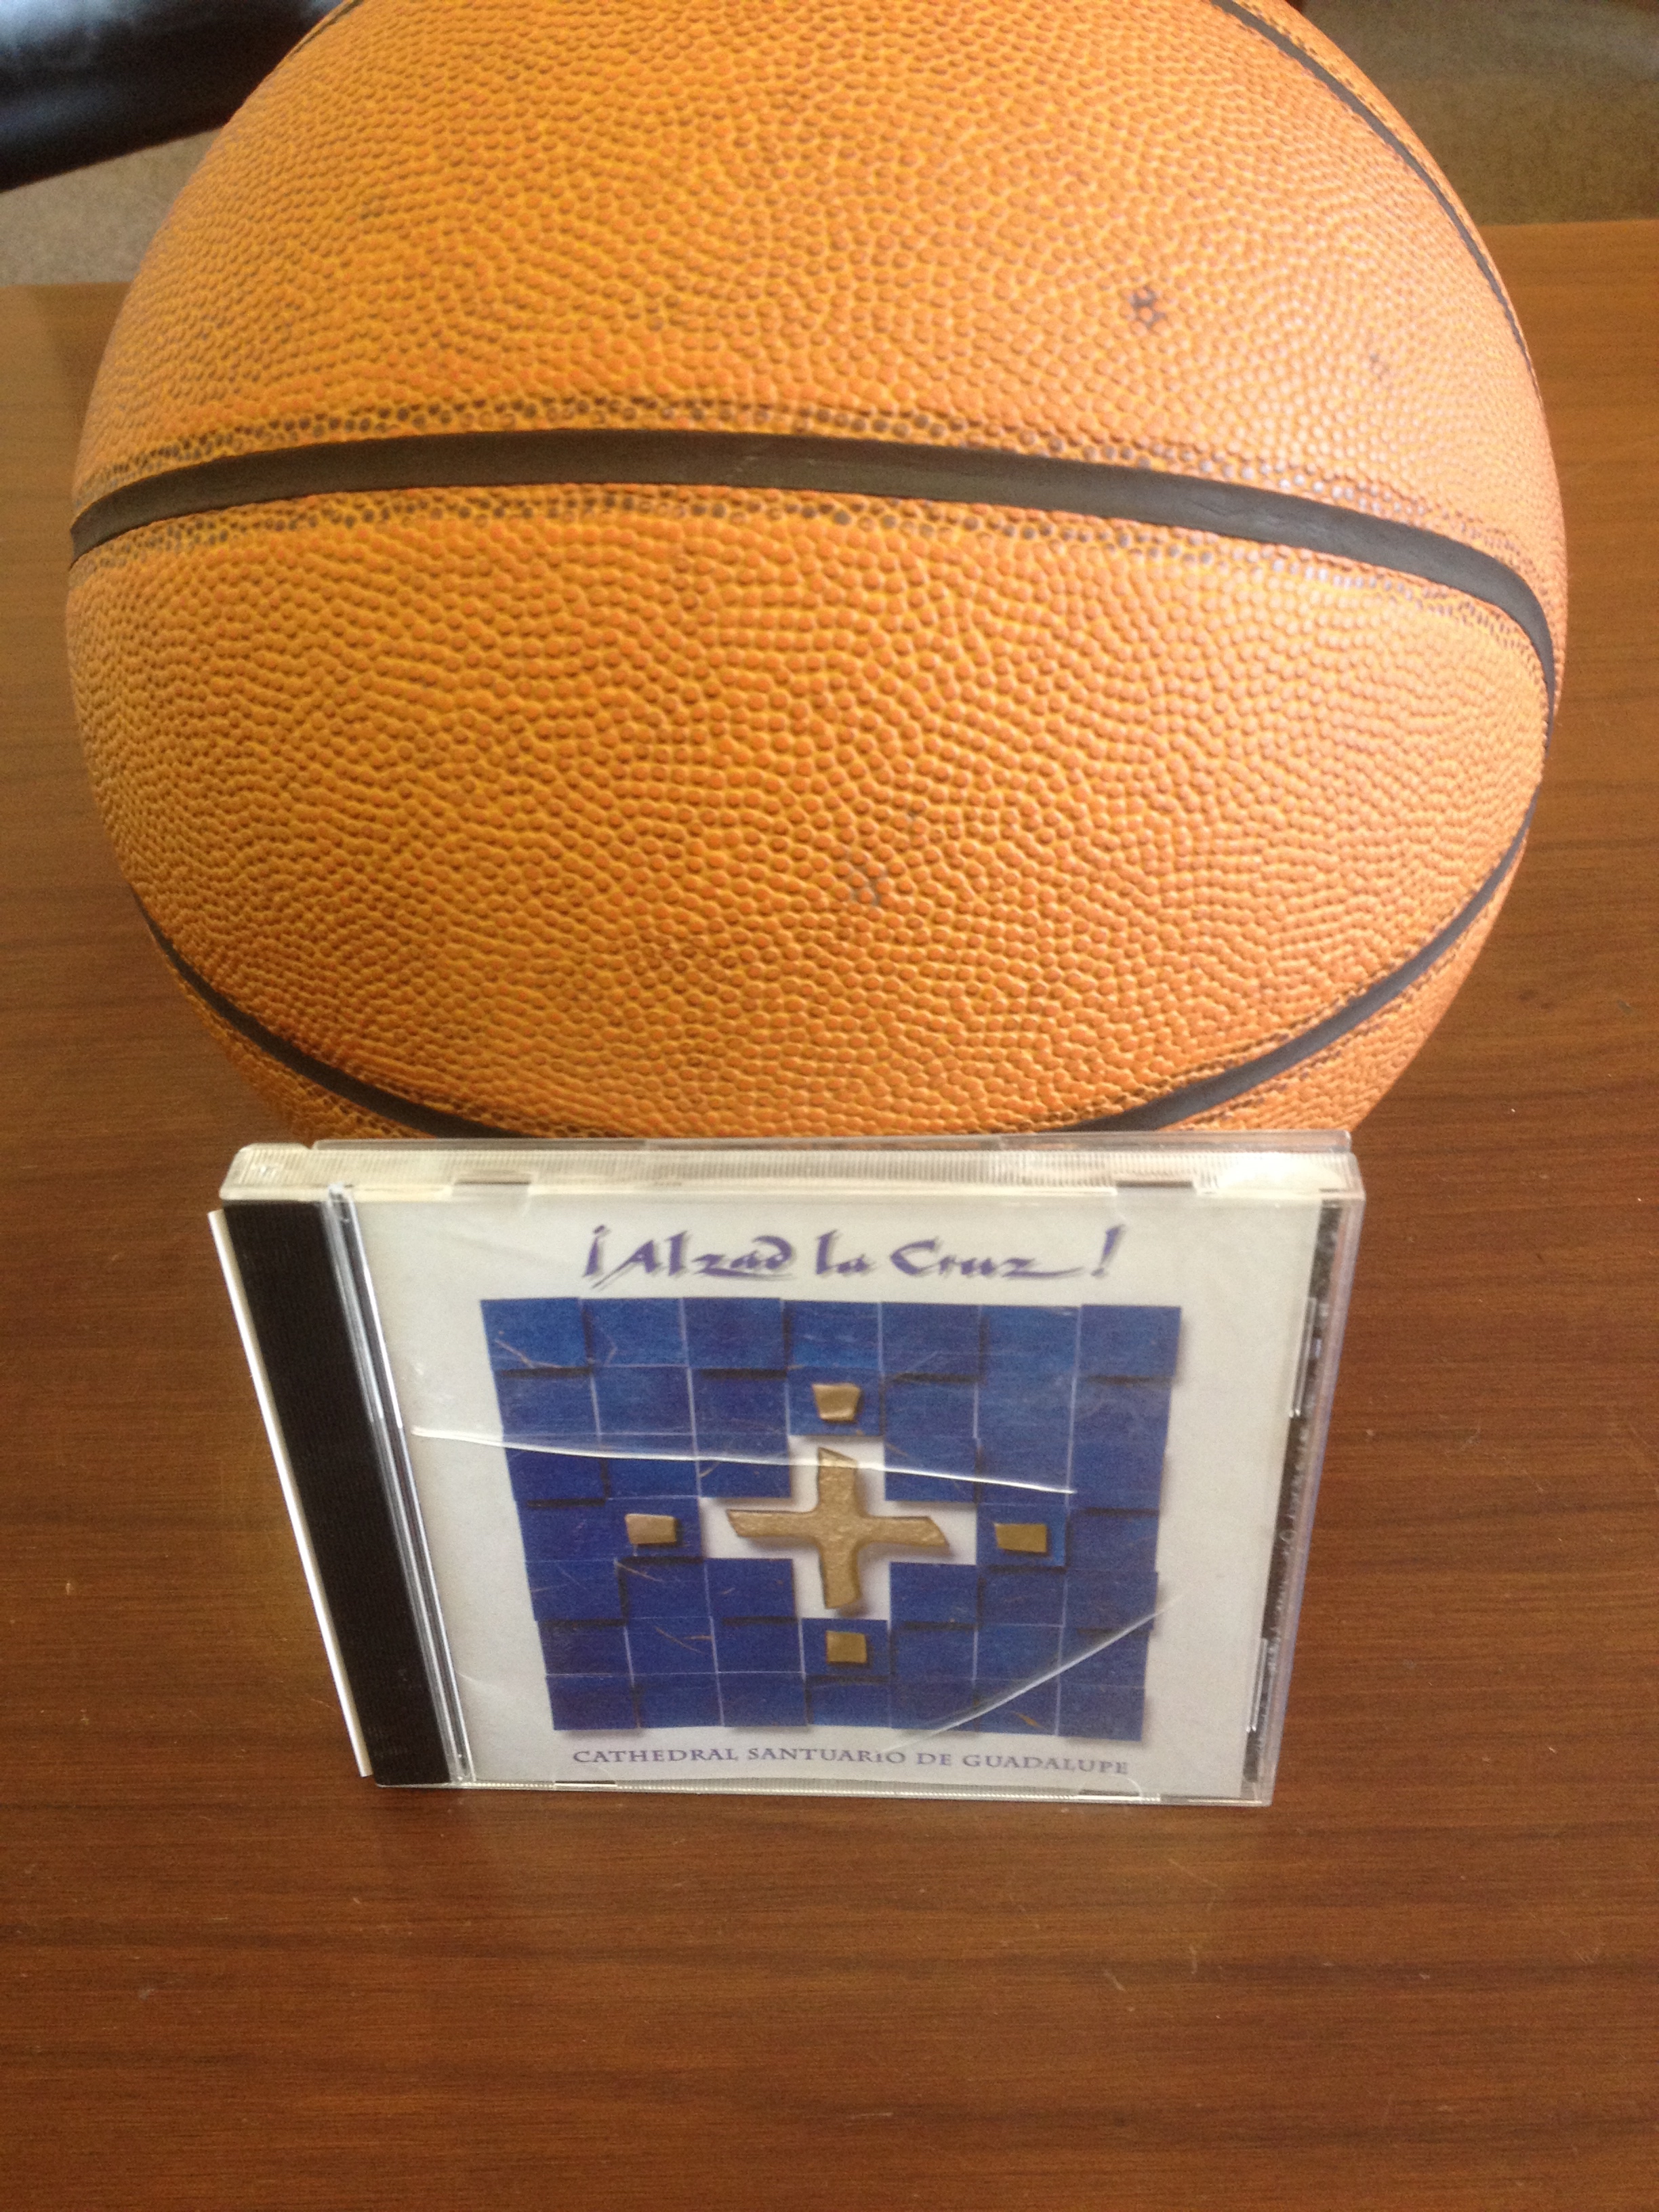 ¡Alzad la Cruz!
CATHEDRAL SANTUARIO DE GUADALUPE